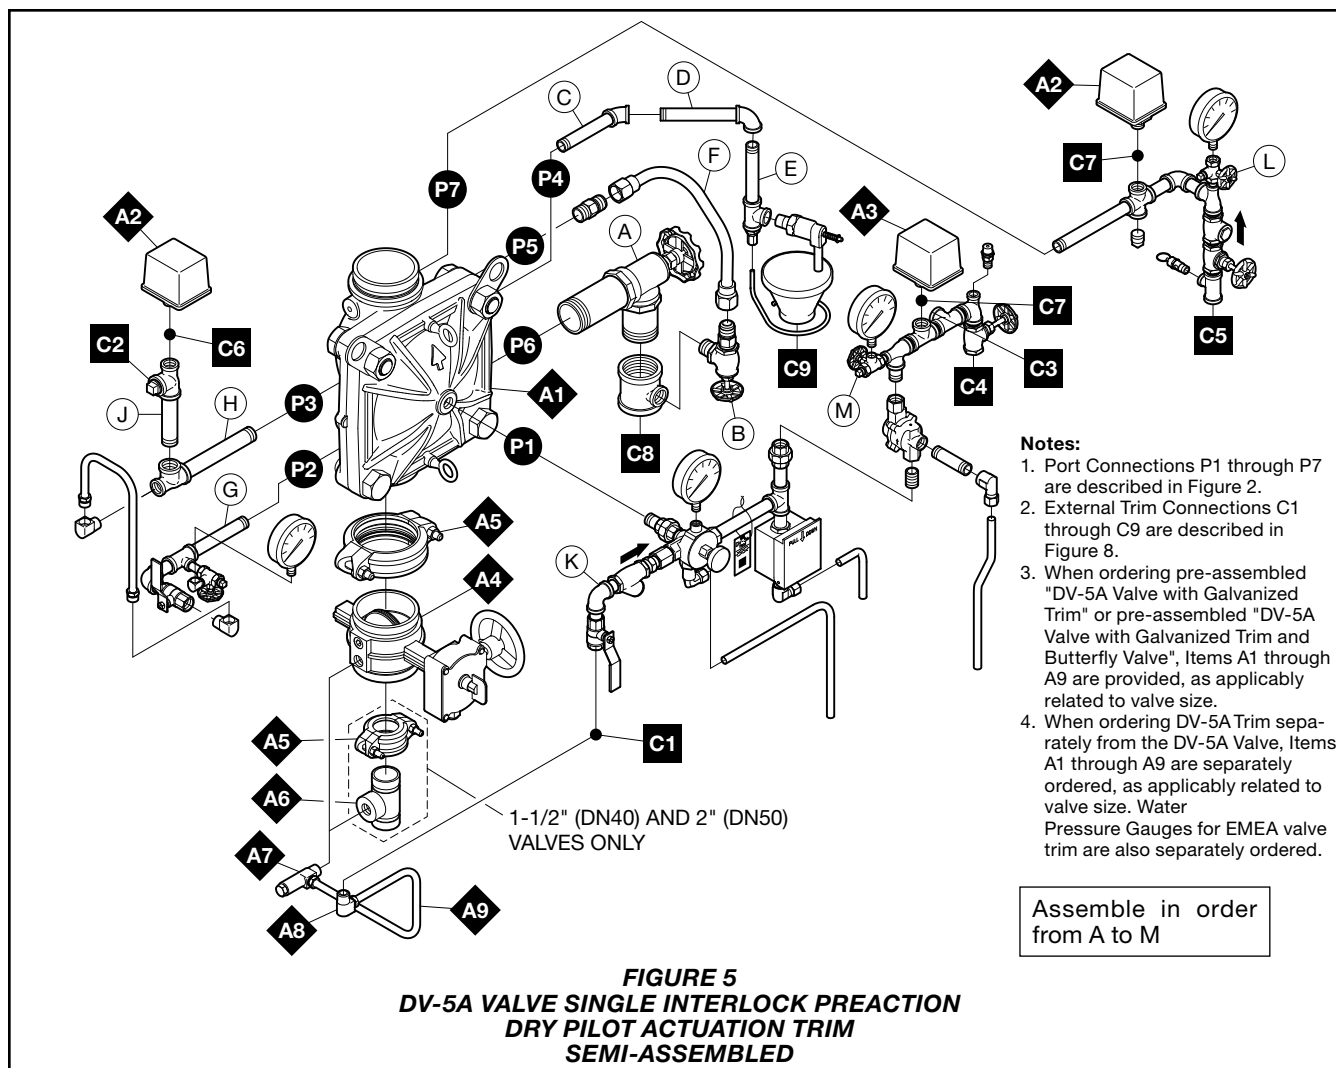 A2
C7
L
C5
C
D
F
E
A
P7
P4
P5
P6
A3
C7
C3
C4
M
C9
B
C8
A2
C2
C6
J
H
P3
P2
G
A1
P1
A5
A4
K
PULL DOWN
C1
A5
A6
1-1/2" (DN40) AND 2" (DN50)
VALVES ONLY
A7
A8
A9
Notes:
1. Port Connections P1 through P7
are described in Figure 2.
2. External Trim Connections C1
through C9 are described in
Figure 8.
3. When ordering pre-assembled
"DV-5A Valve with Galvanized
Trim" or pre-assembled "DV-5A
Valve with Galvanized Trim and
Butterfly Valve", Items A1 through
A9 are provided, as applicably
related to valve size.
4. When ordering DV-5A Trim sepa-
rately from the DV-5A Valve, Items
A1 through A9 are separately
ordered, as applicably related to
valve size. Water
Pressure Gauges for EMEA valve
trim are also separately ordered.
Assemble in order
from A to M
FIGURE 5
DV-5A VALVE SINGLE INTERLOCK PREACTION
DRY PILOT ACTUATION TRIM
SEMI-ASSEMBLED